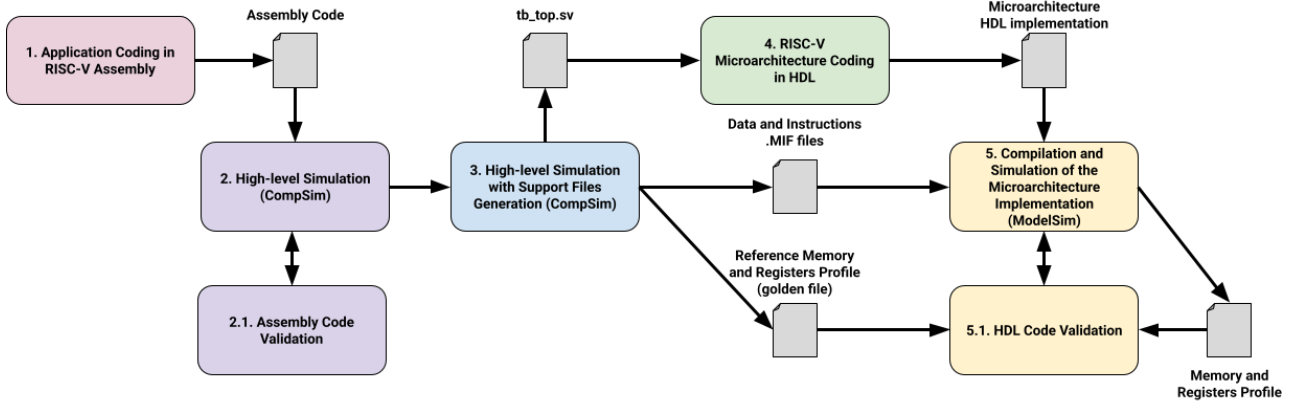 Assembly Code
tb_top.sv
Microarchitecture
HDL implementation
1. Application Coding in
RISC-V Assembly
4. RISC-V
Microarchitecture Coding
in HDL
Data and Instructions
.MIF files
2. High-level Simulation
(CompSim)
3. High-level Simulation
with Support Files
Generation (CompSim)
5. Compilation and
Simulation of the
Microarchitecture
Implementation
(ModelSim)
Reference Memory
and Registers Profile
(golden file)
2.1. Assembly Code
Validation
5.1. HDL Code Validation
Memory and
Registers Profile